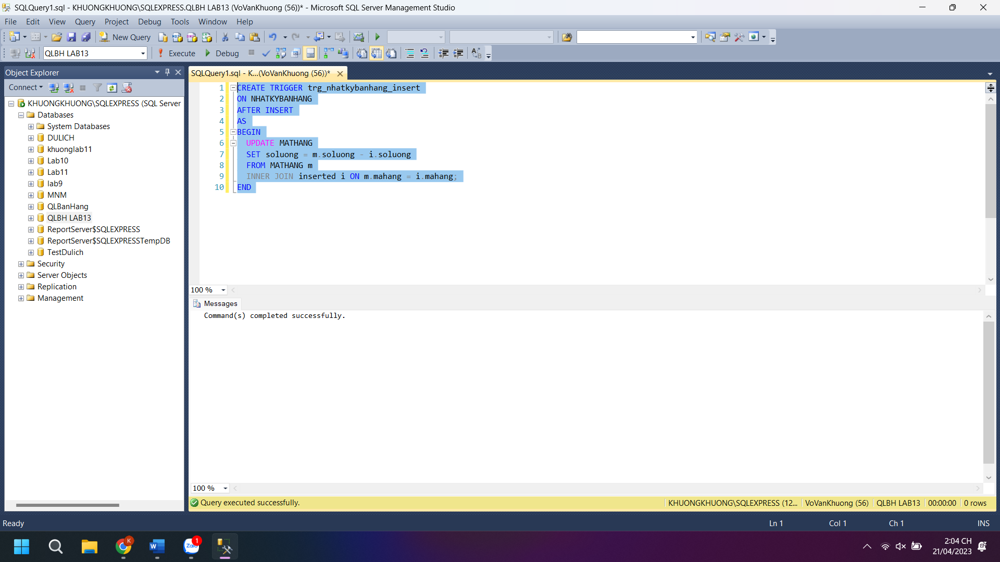 SQLQuery1.sql - KHUONGKHUONG\SQLEXPRESS.QLBH LAB13 (VoVanKhuong (56))* - Microsoft SQL Server Management Studio
File Edit View Query Project Debug Tools Window Help
New Query
QLBH LAB13 Execute Debug
Object Explorer
Connect
KHUONGKHUONG\SQLEXPRESS (SQL Server
Databases
System Databases
DULICH
khuonglab11
Lab10
Lab11
lab9
MNM
QLBanHang
QLBH LAB13
ReportServer$SQLEXPRESS
ReportServer$SQLEXPRESSTempDB
TestDulich
Security
Server Objects
Replication
Management
SQLQuery1.sql - K...(VoVanKhuong (56))*
1 CREATE TRIGGER trg_nhatkybanhang_insert
2 ON NHATKYBANHANG
3 AFTER INSERT
4 AS
5 BEGIN
6 UPDATE MATHANG
7 SET soluong = m.soluong - i.soluong
8 FROM MATHANG m
9 INNER JOIN inserted i ON m.mahang = i.mahang;
10 END
100 %
Messages
Command(s) completed successfully.
100 %
Query executed successfully. KHUONGKHUONG\SQLEXPRESS (12... VoVanKhuong (56) QLBH LAB13 00:00:00 0 rows
Ready Ln 1 Col 1 Ch 1 INS
K
W
Zalo
1
2:04 CH
21/04/2023